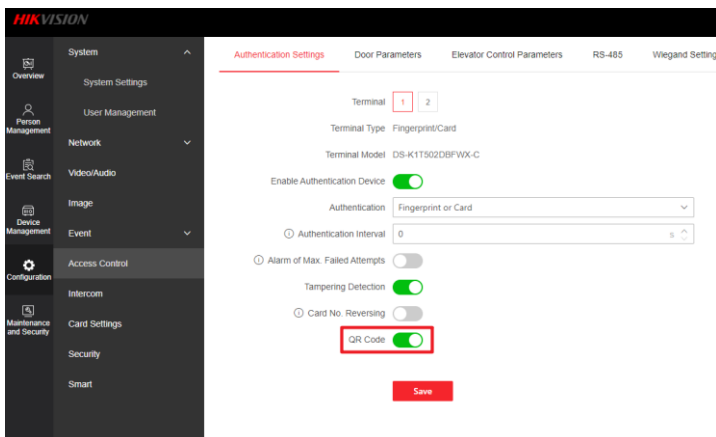 HIKVISION
Overview
Person
Management
Event Search
Device
Management
Configuration
Maintenance
and Security
System
System Settings
User Management
Network
Video/Audio
Image
Event
Access Control
Intercom
Card Settings
Security
Smart
Authentication Settings Door Parameters Elevator Control Parameters RS-485 Wiegand Setting
Terminal 1 2
Terminal Type Fingerprint/Card
Terminal Model DS-K1T502DBFWX-C
Enable Authentication Device
Authentication Fingerprint or Card
Authentication Interval 0 s
Alarm of Max. Failed Attempts
Tampering Detection
Card No. Reversing
QR Code
Save